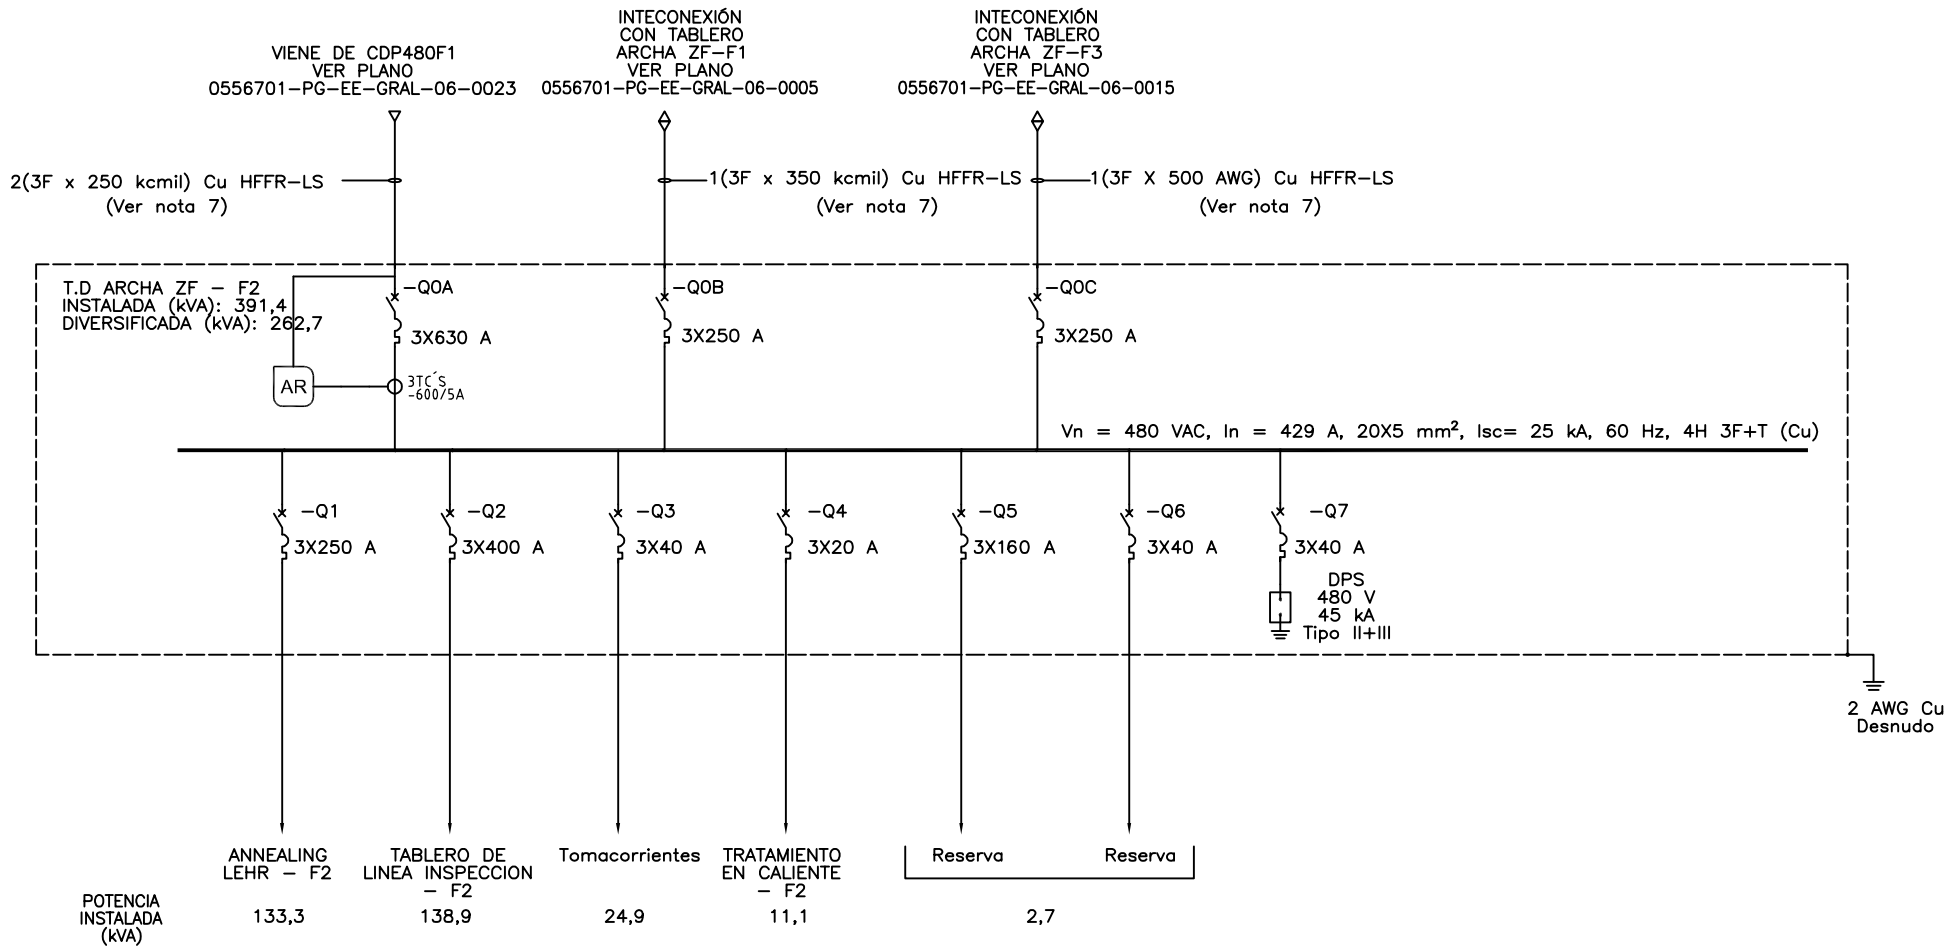 VIENE DE CDP480F1
VER PLANO
0556701-PG-EE-GRAL-06-0023
INTECONEXIÓN
CON TABLERO
ARCHA ZF-F1
VER PLANO
0556701-PG-EE-GRAL-06-0005
INTECONEXIÓN
CON TABLERO
ARCHA ZF-F3
VER PLANO
0556701-PG-EE-GRAL-06-0015
2(3F x 250 kcmil) Cu HFFR-LS
(Ver nota 7)
1(3F x 350 kcmil) Cu HFFR-LS
(Ver nota 7)
1(3F X 500 AWG) Cu HFFR-LS
(Ver nota 7)
T.D ARCHA ZF - F2
INSTALADA (kVA): 391,4
DIVERSIFICADA (kVA): 262,7
-Q0A
3X630 A
-Q0B
3X250 A
-Q0C
3X250 A
AR
3TC´S
-600/5A
Vn = 480 VAC, In = 429 A, 20X5 mm², Isc= 25 kA, 60 Hz, 4H 3F+T (Cu)
-Q1
3X250 A
-Q2
3X400 A
-Q3
3X40 A
-Q4
3X20 A
-Q5
3X160 A
-Q6
3X40 A
-Q7
3X40 A
DPS
480 V
45 kA
Tipo II+III
2 AWG Cu
Desnudo
ANNEALING
LEHR - F2
TABLERO DE
LINEA INSPECCION
- F2
Tomacorrientes
TRATAMIENTO
EN CALIENTE
- F2
Reserva
Reserva
POTENCIA
INSTALADA
(kVA)
133,3
138,9
24,9
11,1
2,7